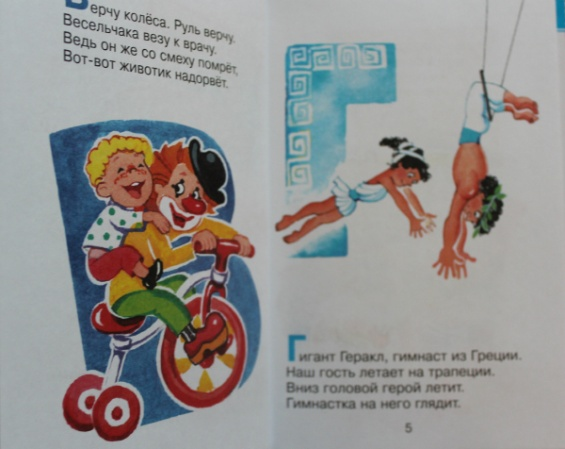 Верчу колёса. Руль верчу.
Весельчака везу к врачу.
Ведь он же со смеху помрёт,
Вот-вот животик надорвёт.
Г
Гигант Геракл, гимнаст из Греции.
Наш гость летает на трапеции.
Вниз головой герой летит.
Гимнастка на него глядит.
5